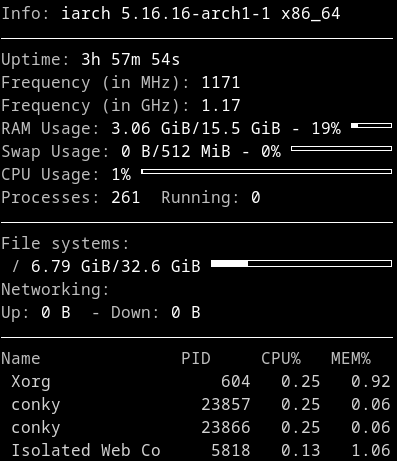 Info: iarch 5.16.16-arch1-1 x86_64
Uptime: 3h 57m 54s
Frequency (in MHz): 1171
Frequency (in GHz): 1.17
RAM Usage: 3.06 GiB/15.5 GiB - 19%
Swap Usage: 0 B/512 MiB - 0%
CPU Usage: 1%
Processes: 261  Running: 0
File systems:
/ 6.79 GiB/32.6 GiB
Networking:
Up: 0 B  - Down: 0 B
Name PID CPU% MEM%
Xorg 604 0.25 0.92
conky 23857 0.25 0.06
conky 23866 0.25 0.06
Isolated Web Co 5818 0.13 1.06